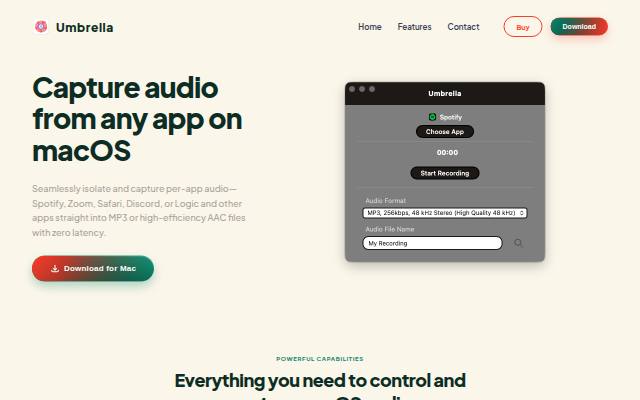 Umbrella
Home Features Contact Buy Download
Capture audio
from any app on
macOS
Seamlessly isolate and capture per-app audio—
Spotify, Zoom, Safari, Discord, or Logic and other
apps straight into MP3 or high-efficiency AAC files
with zero latency.
Download for Mac
Umbrella
Spotify
Choose App
00:00
Start Recording
Audio Format
MP3, 256kbps, 48 kHz Stereo (High Quality 48 kHz)
Audio File Name
My Recording
POWERFUL CAPABILITIES
Everything you need to control and